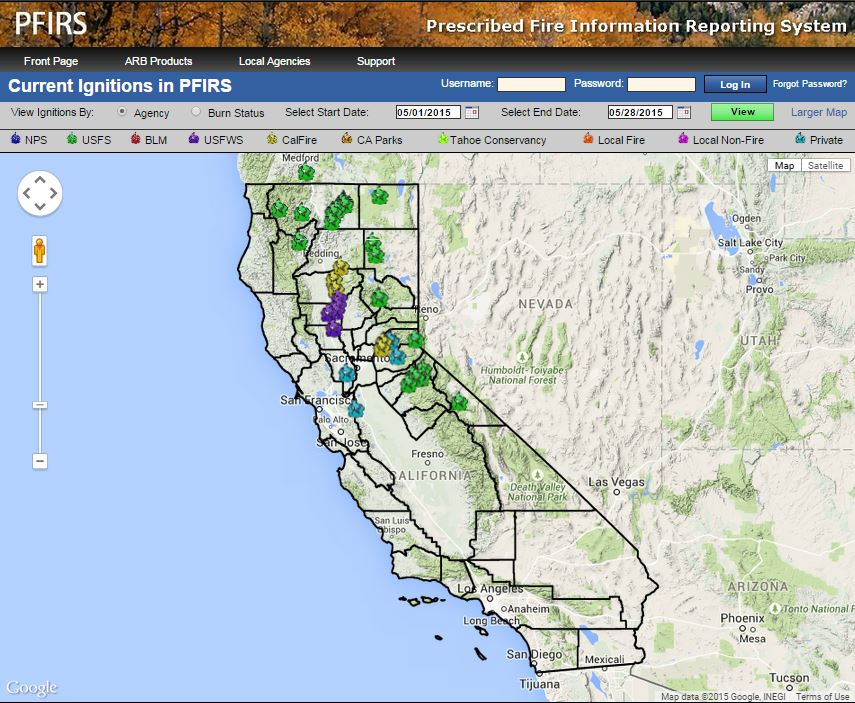 PFIRS
Prescribed Fire Information Reporting System
Front Page ARB Products Local Agencies Support
Current Ignitions in PFIRS
Username: Password: Log In Forgot Password?
View Ignitions By: Agency Burn Status Select Start Date: 05/01/2015 Select End Date: 05/28/2015 View Larger Map
NPS USFS BLM USFWS CalFire CA Parks Tahoe Conservancy Local Fire Local Non-Fire Private
Medford
Map Satellite
Ogden
Salt Lake City
Park City
Sandy
Provo
Redding
NEVADA
Reno
UTAH
Sacramento
Humboldt-Toiyabe
National Forest
San Francisco
Palo Alto
San Jose
Fresno
CALIFORNIA
Las Vegas
Death Valley
National Park
San Luis
Obispo
ARIZONA
Los Angeles
Anaheim
Long Beach
Tonto National F
Phoenix
Mesa
San Diego
Mexicali
Tijuana
Tucson
Google
Map data ©2015 Google, INEGI Terms of Use